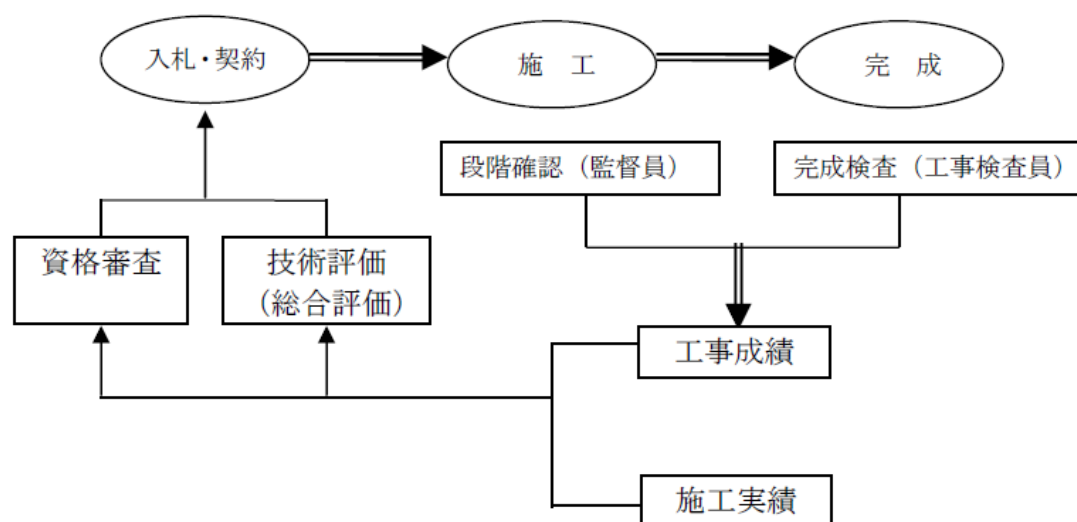 入札・契約
施 工
完 成
段階確認（監督員）
完成検査（工事検査員）
資格審査
技術評価
（総合評価）
工事成績
施工実績